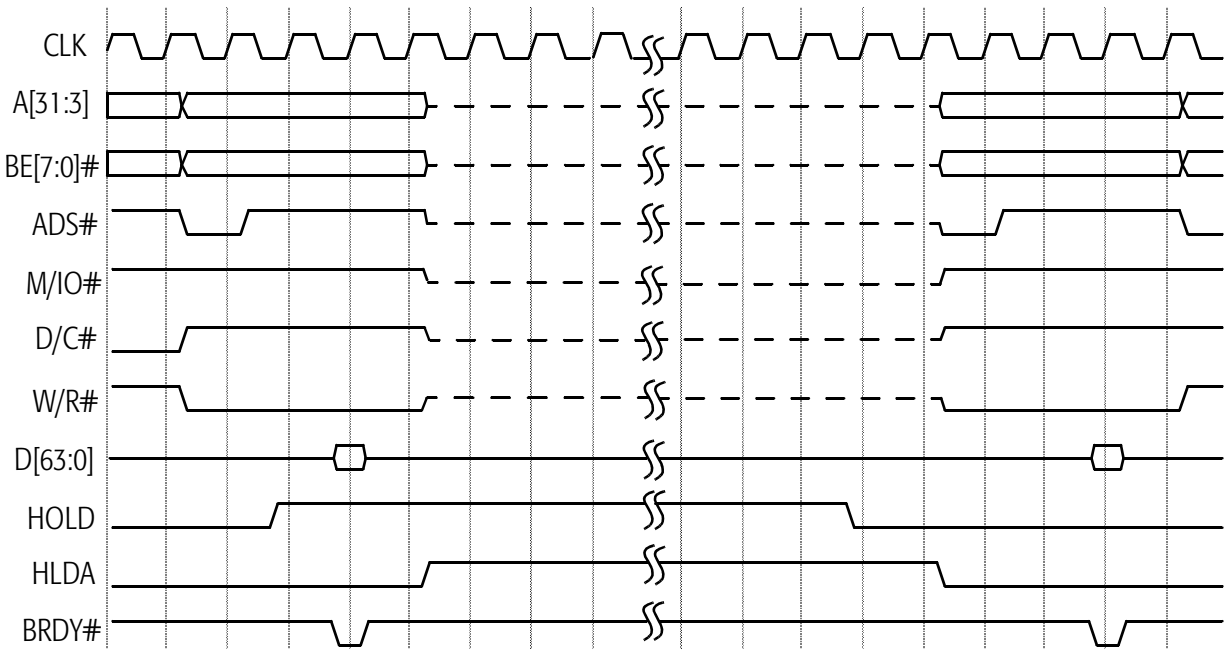 CLK
A[31:3]
BE[7:0]#
ADS#
M/IO#
D/C#
W/R#
D[63:0]
HOLD
HLDA
BRDY#